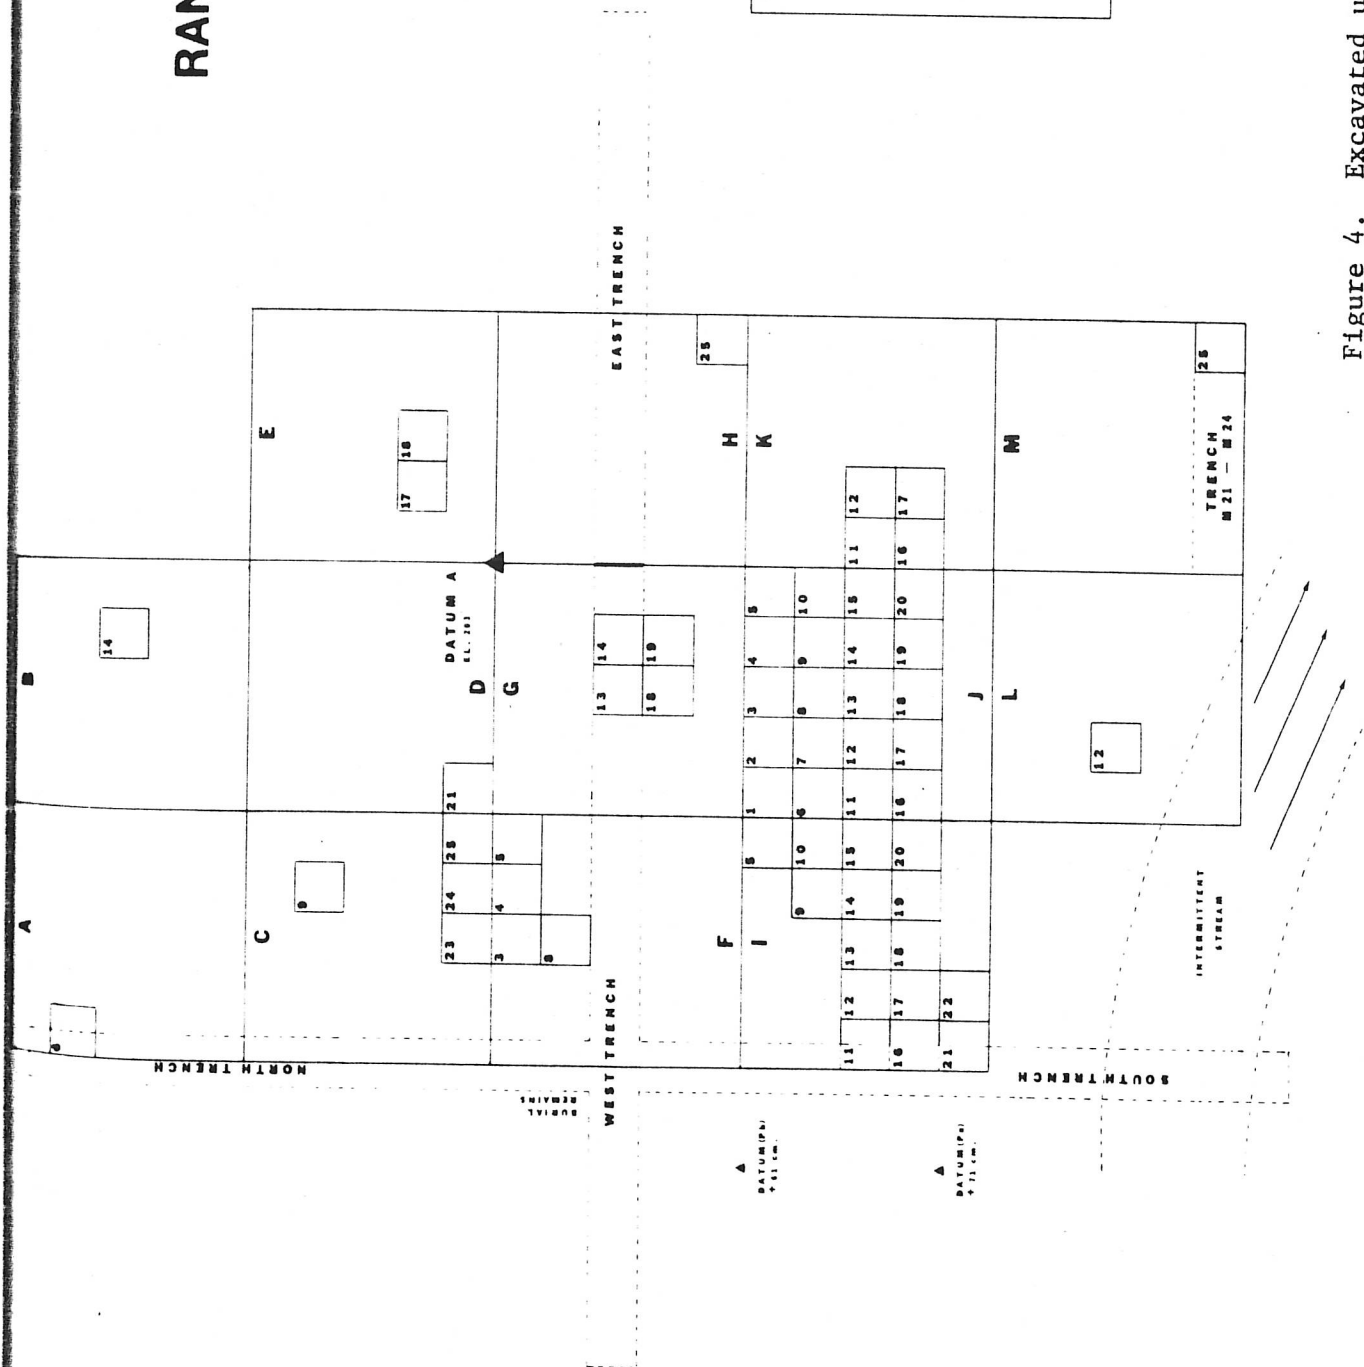 RAN
Figure 4. Excavated u
A
B
C
D
E
F
G
H
I
J
K
L
M
14
9
17
18
DATUM A
EL. 203
21
23
24
25
3
4
5
8
13
14
18
19
25
EAST TRENCH
WEST TRENCH
NORTH TRENCH
SOUTH TRENCH
BURIAL
REMAINS
5
1
2
3
4
5
9
10
6
7
8
9
10
11
12
13
14
15
11
12
13
14
15
11
12
16
17
18
19
20
16
17
18
19
20
16
17
21
22
12
25
TRENCH
M21 — M24
INTERMITTENT
STREAM
DATUM
DATUM